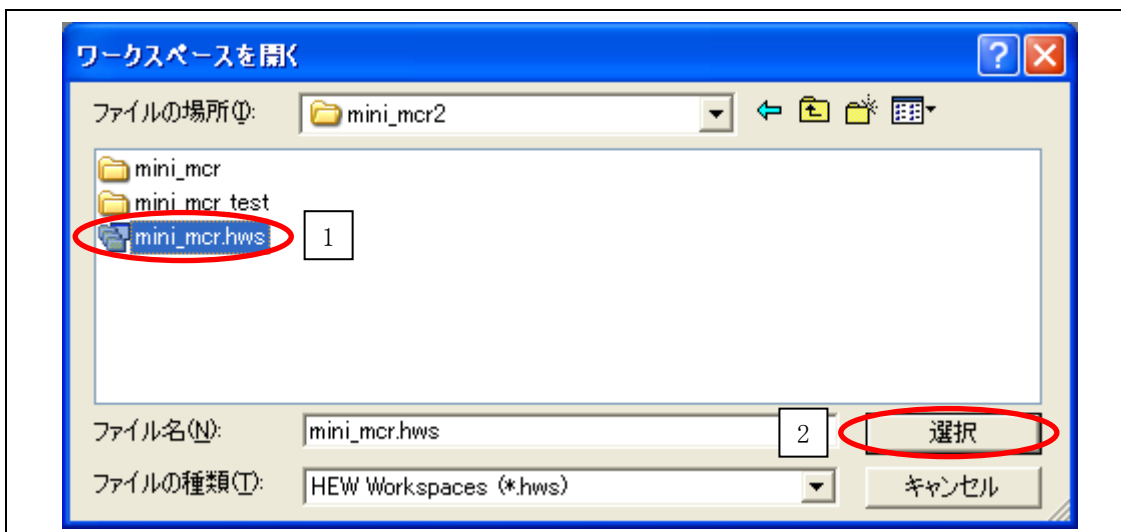 ワークスペースを開く
ファイルの場所(I): mini_mcr2
mini_mcr
mini_mcr_test
mini_mcr.hws 1
ファイル名(N): mini_mcr.hws 2 選択
ファイルの種類(T): HEW Workspaces (*.hws) キャンセル